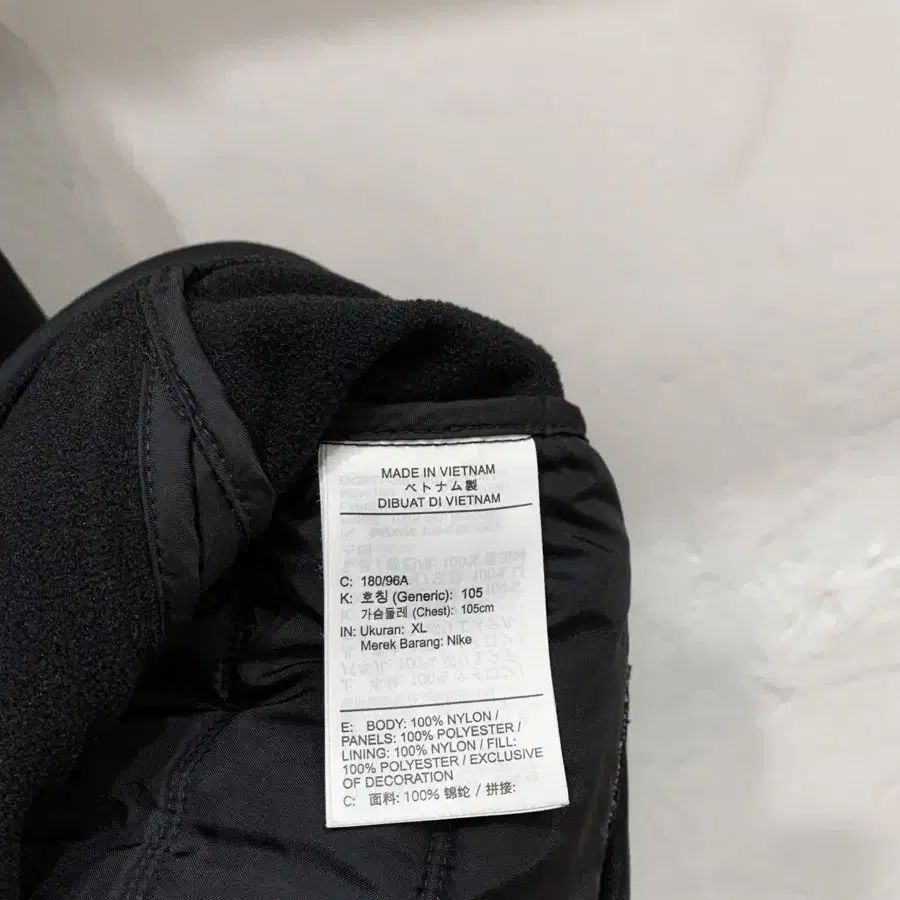 MADE IN VIETNAM
ベトナム製
DIBUAT DI VIETNAM
C: 180/96A
K: 호칭 (Generic): 105
가슴둘레 (Chest): 105cm
IN: Ukuran: XL
Merek Barang: Nike
E: BODY: 100% NYLON /
PANELS: 100% POLYESTER /
LINING: 100% NYLON / FILL:
100% POLYESTER / EXCLUSIVE
OF DECORATION
C: 面料: 100% 锦纶 / 拼接: